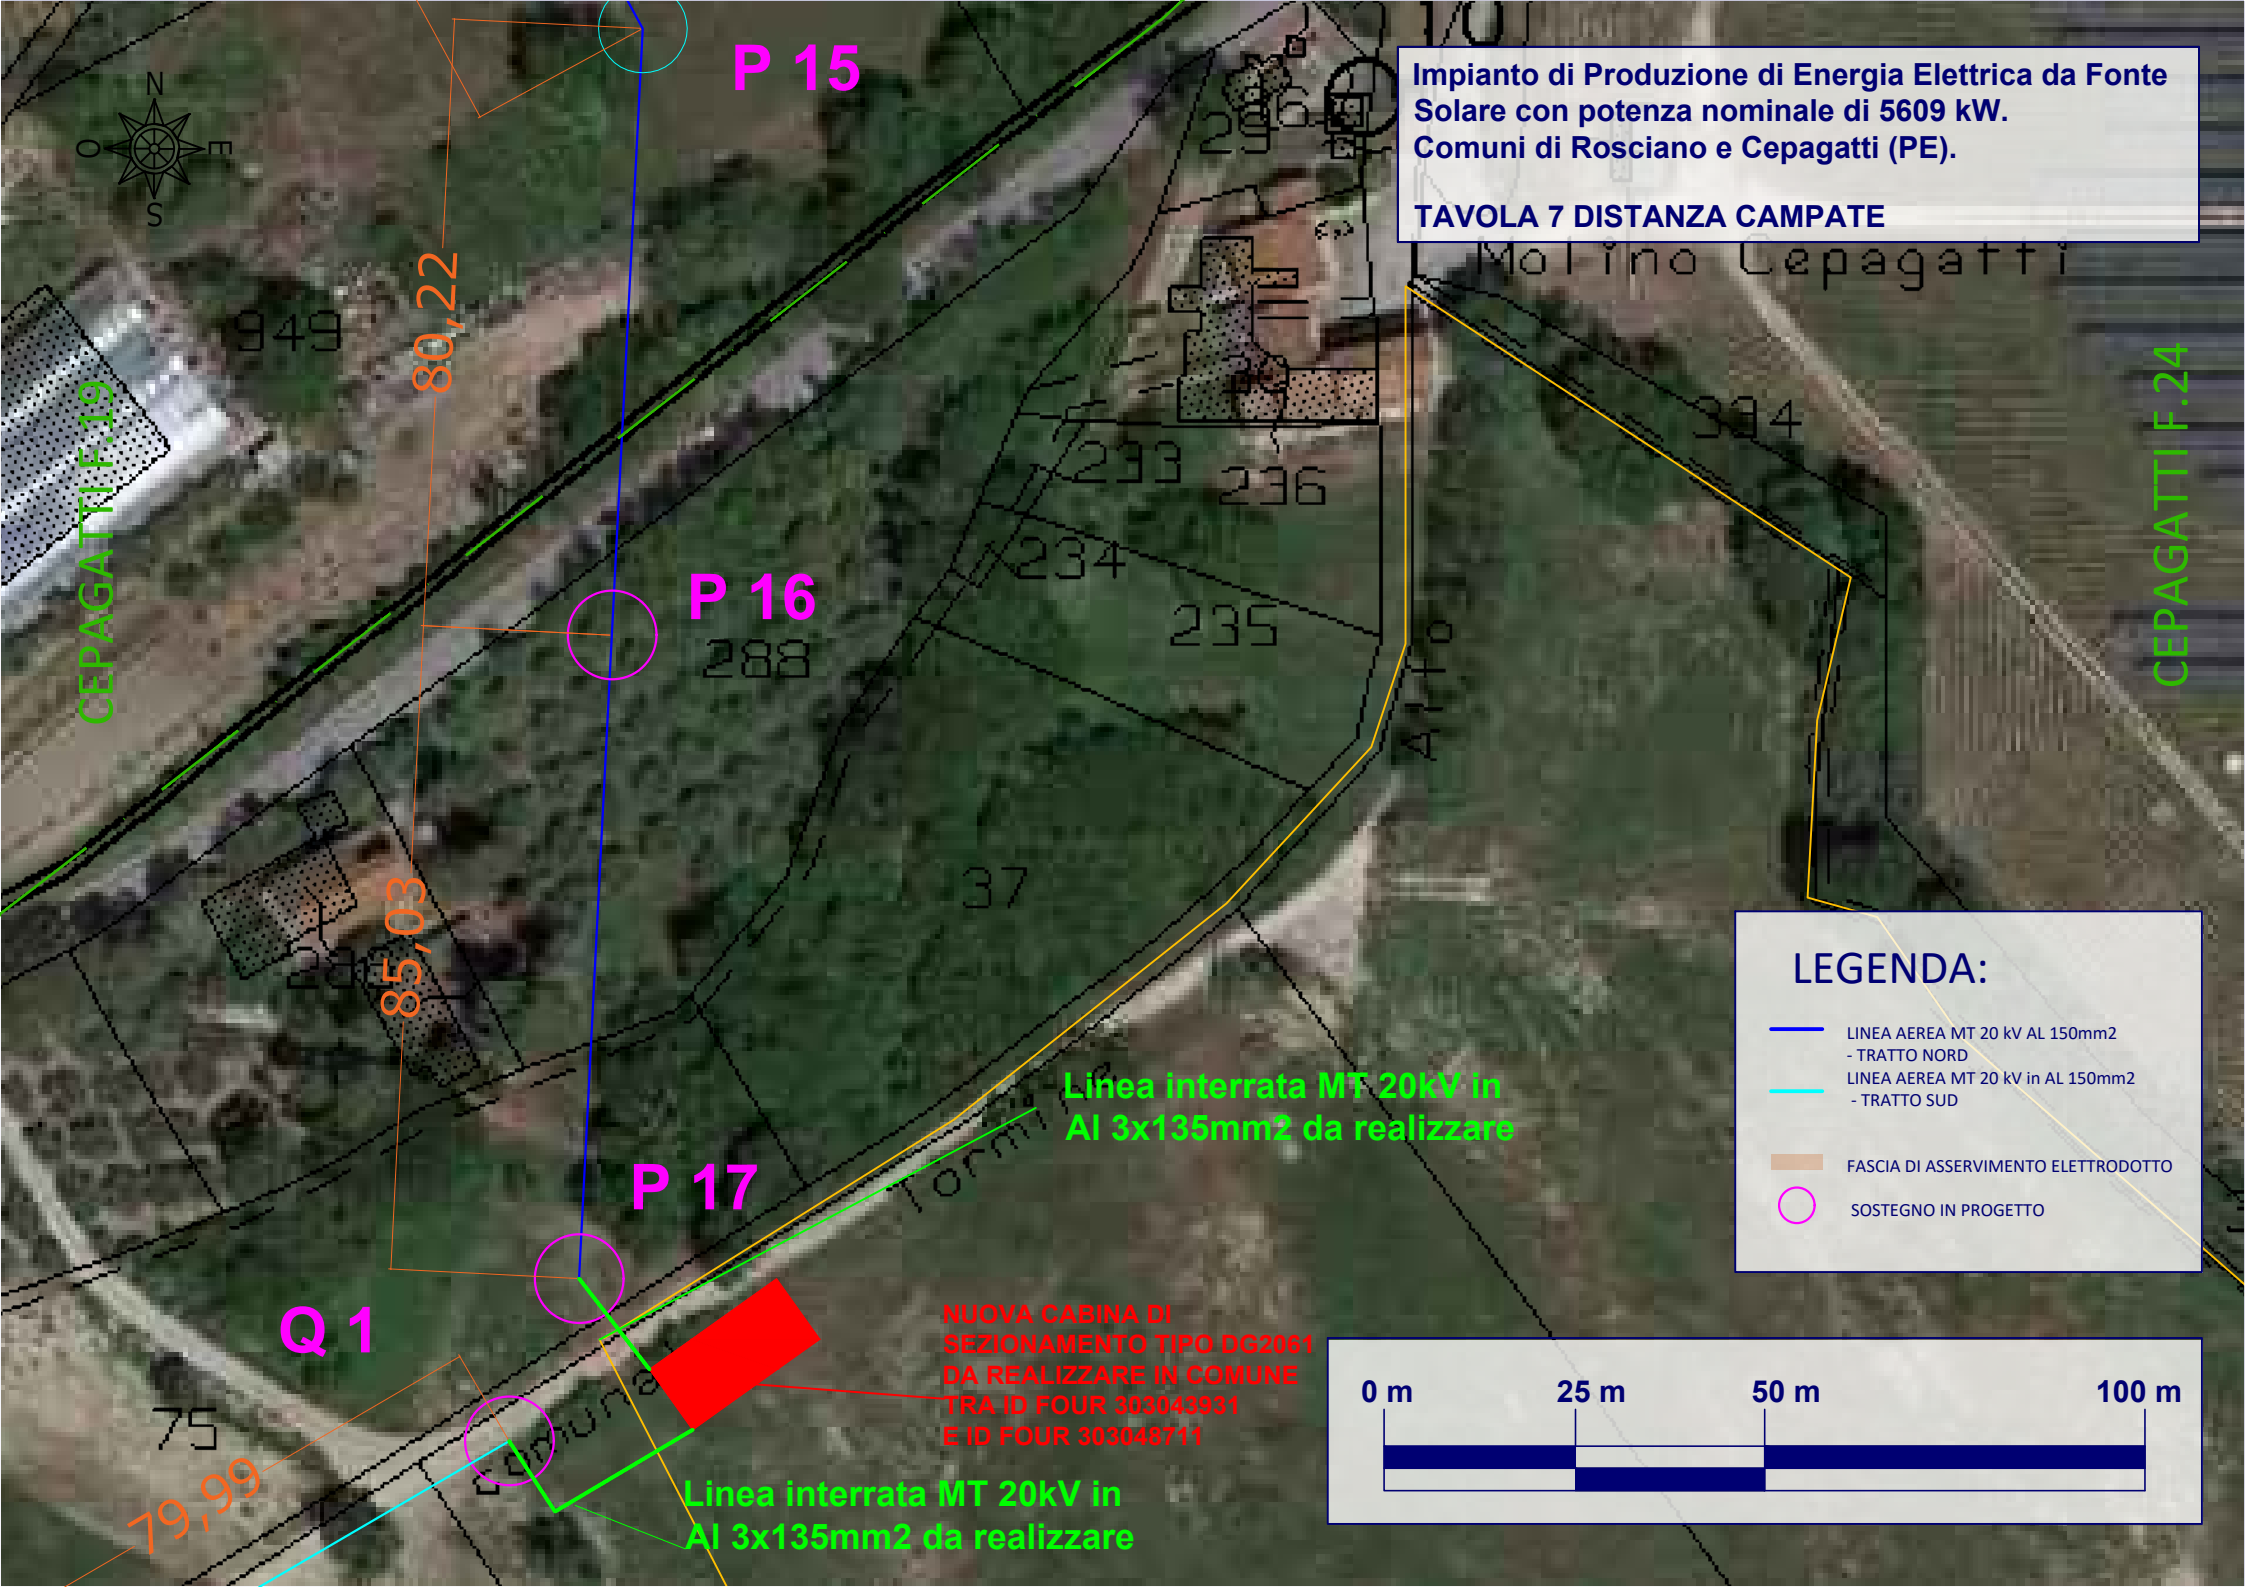 P 15
Impianto di Produzione di Energia Elettrica da Fonte
Solare con potenza nominale di 5609 kW.
Comuni di Rosciano e Cepagatti (PE).
TAVOLA 7 DISTANZA CAMPATE
N
O
E
S
Molino Cepagatti
80,22
949
CEPAGATTI F.19
CEPAGATTI F.24
334
233
236
234
235
P 16
288
Alto
37
85,03
LEGENDA:
LINEA AEREA MT 20 kV AL 150mm2
- TRATTO NORD
LINEA AEREA MT 20 kV in AL 150mm2
- TRATTO SUD
FASCIA DI ASSERVIMENTO ELETTRODOTTO
SOSTEGNO IN PROGETTO
Linea interrata MT 20kV in
Al 3x135mm2 da realizzare
P 17
Q 1
NUOVA CABINA DI
SEZIONAMENTO TIPO DG2061
DA REALIZZARE IN COMUNE
TRA ID FOUR 303043931
E ID FOUR 303048711
0 m
25 m
50 m
100 m
75
79,99
Linea interrata MT 20kV in
Al 3x135mm2 da realizzare